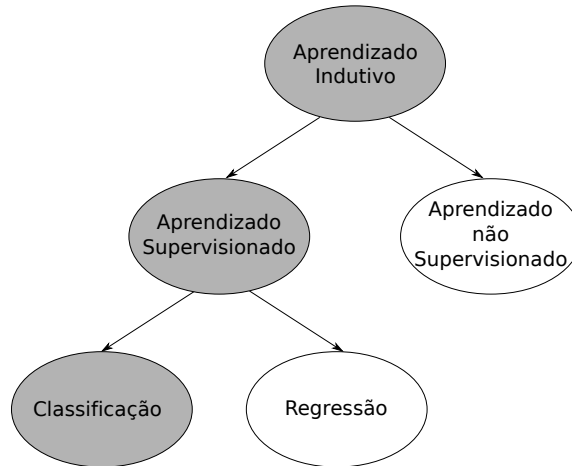 Aprendizado
Indutivo
Aprendizado
Supervisionado
Aprendizado
não
Supervisionado
Classificação
Regressão